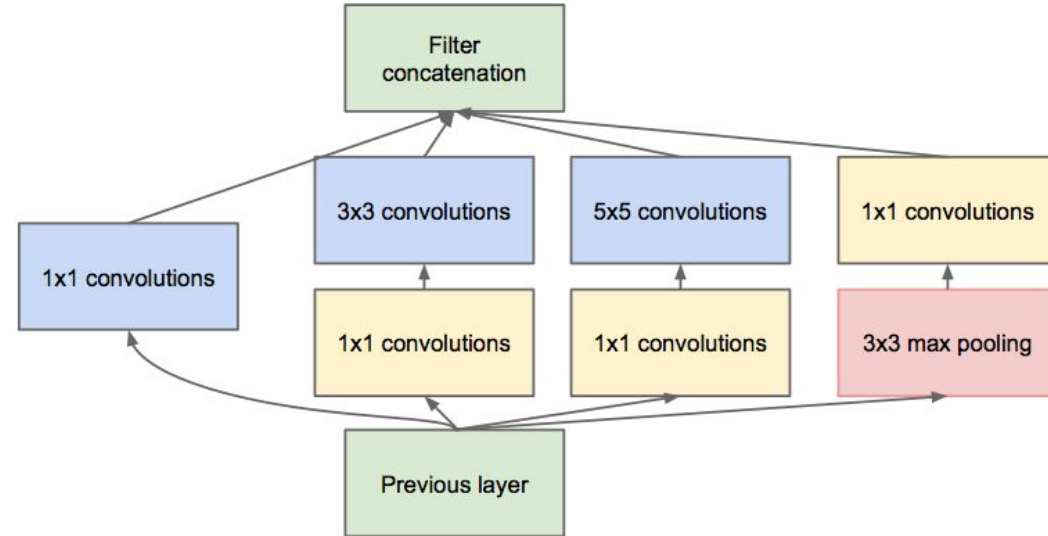 Filter
concatenation
3x3 convolutions
5x5 convolutions
1x1 convolutions
1x1 convolutions
1x1 convolutions
1x1 convolutions
3x3 max pooling
Previous layer